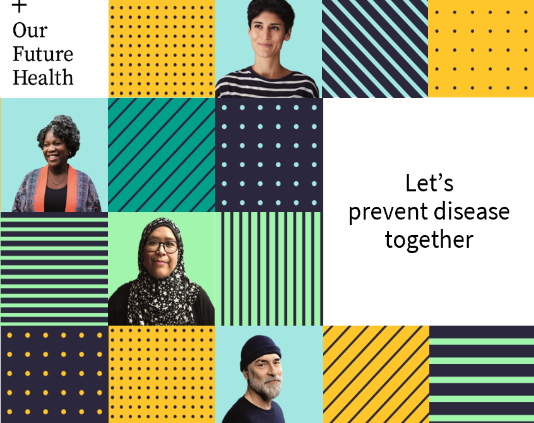 Our
Future
Health
Let's
prevent disease
together